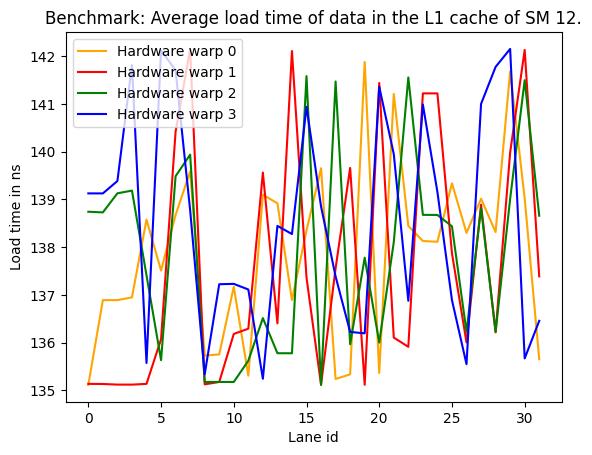 Benchmark: Average load time of data in the L1 cache of SM 12.
Hardware warp 0
Hardware warp 1
Hardware warp 2
Hardware warp 3
142
141
140
139
138
137
136
135
Load time in ns
0 5 10 15 20 25 30
Lane id